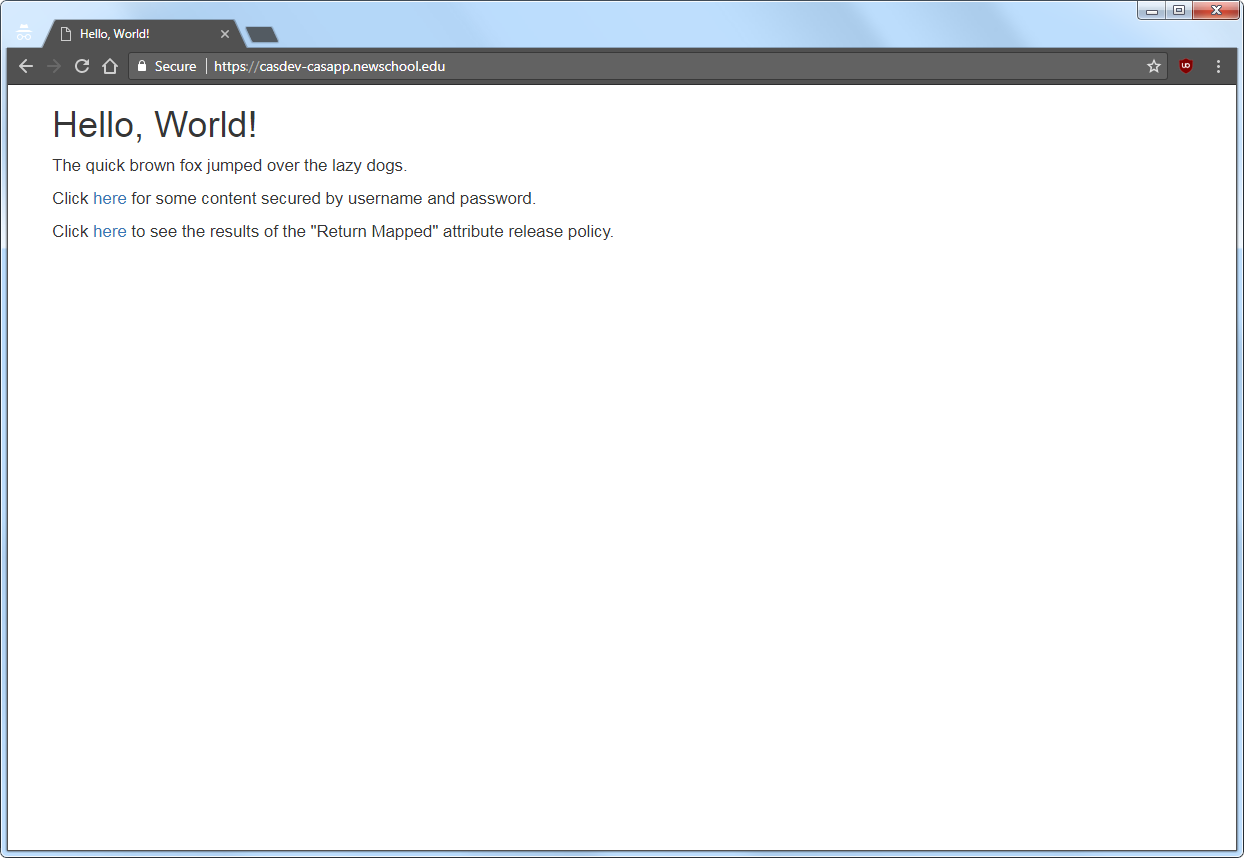 Hello, World!
Secure https://casdev-casapp.newschool.edu
Hello, World!
The quick brown fox jumped over the lazy dogs.
Click here for some content secured by username and password.
Click here to see the results of the "Return Mapped" attribute release policy.